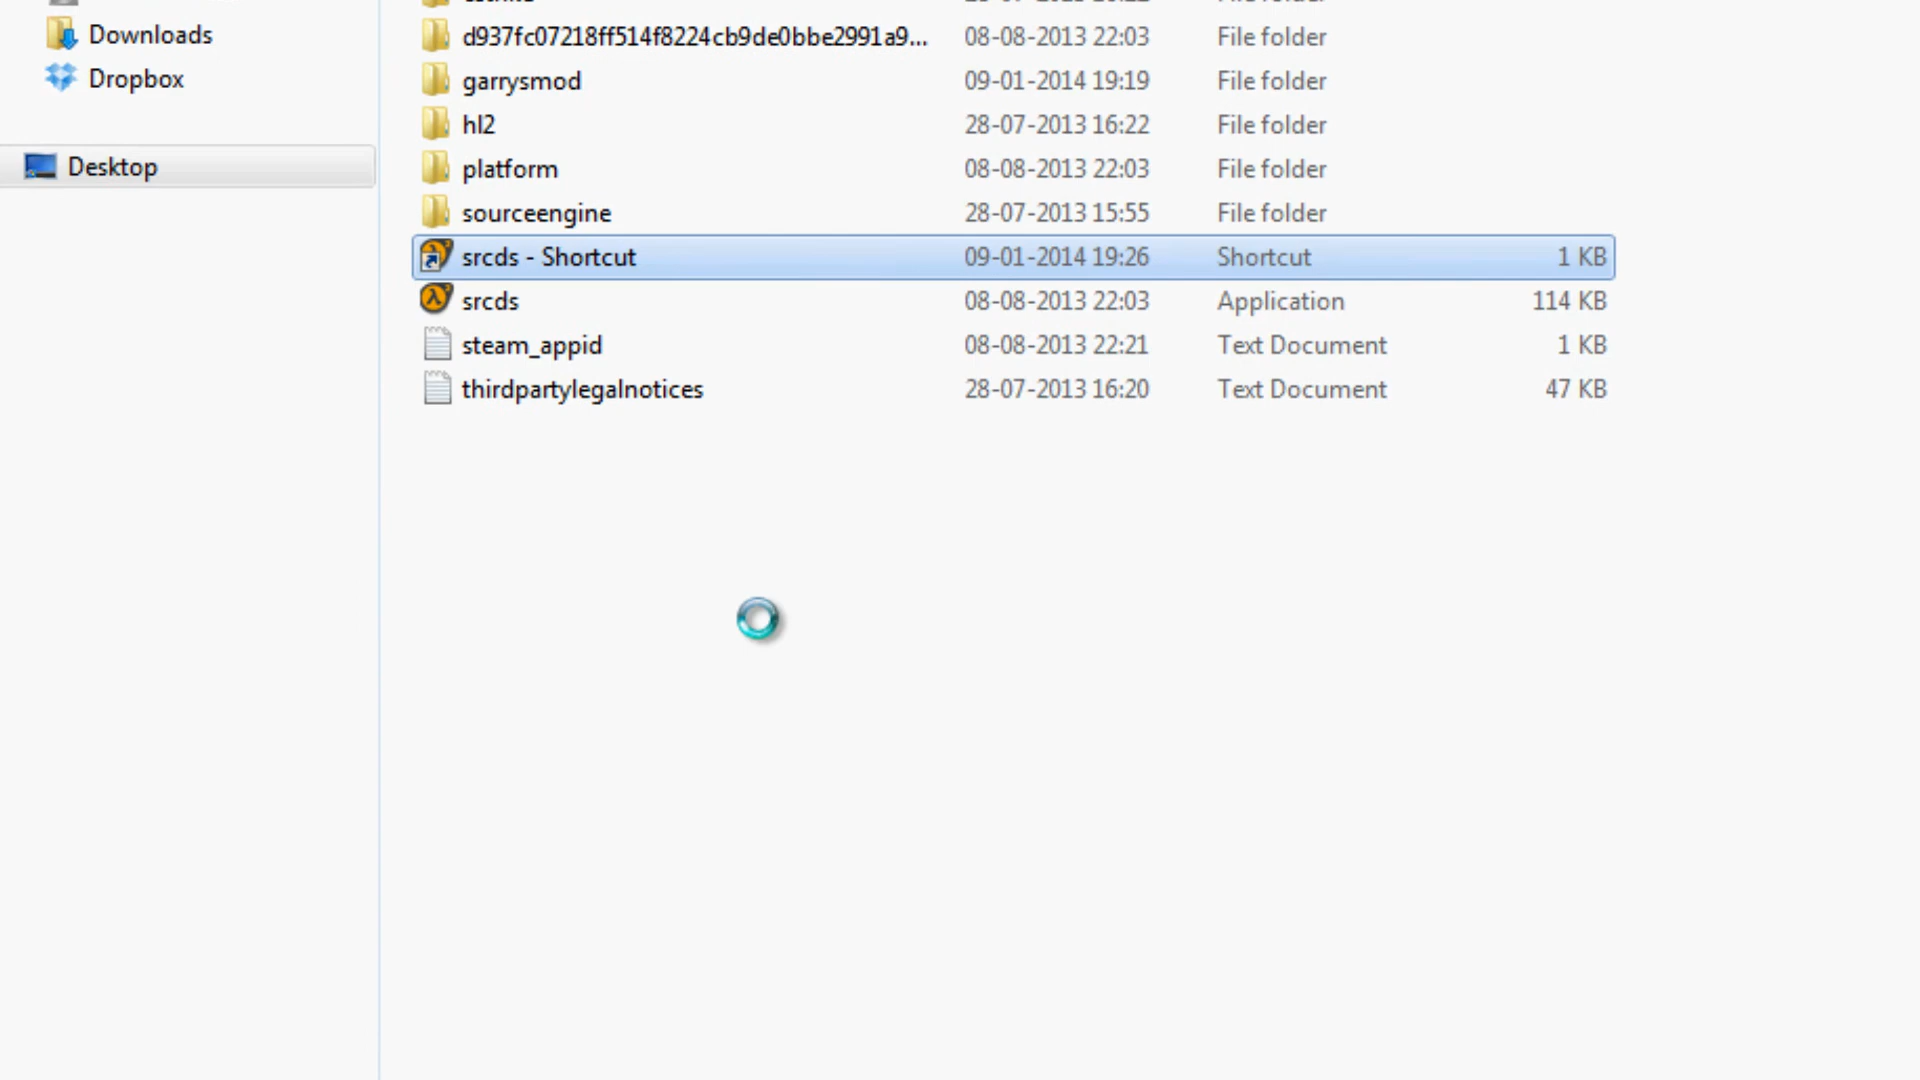 Downloads
Dropbox
Desktop
d937fc07218ff514f8224cb9de0bbe2991a9... 08-08-2013 22:03 File folder
garrysmod 09-01-2014 19:19 File folder
hl2 28-07-2013 16:22 File folder
platform 08-08-2013 22:03 File folder
sourceengine 28-07-2013 15:55 File folder
srcds - Shortcut 09-01-2014 19:26 Shortcut 1 KB
srcds 08-08-2013 22:03 Application 114 KB
steam_appid 08-08-2013 22:21 Text Document 1 KB
thirdpartylegalnotices 28-07-2013 16:20 Text Document 47 KB